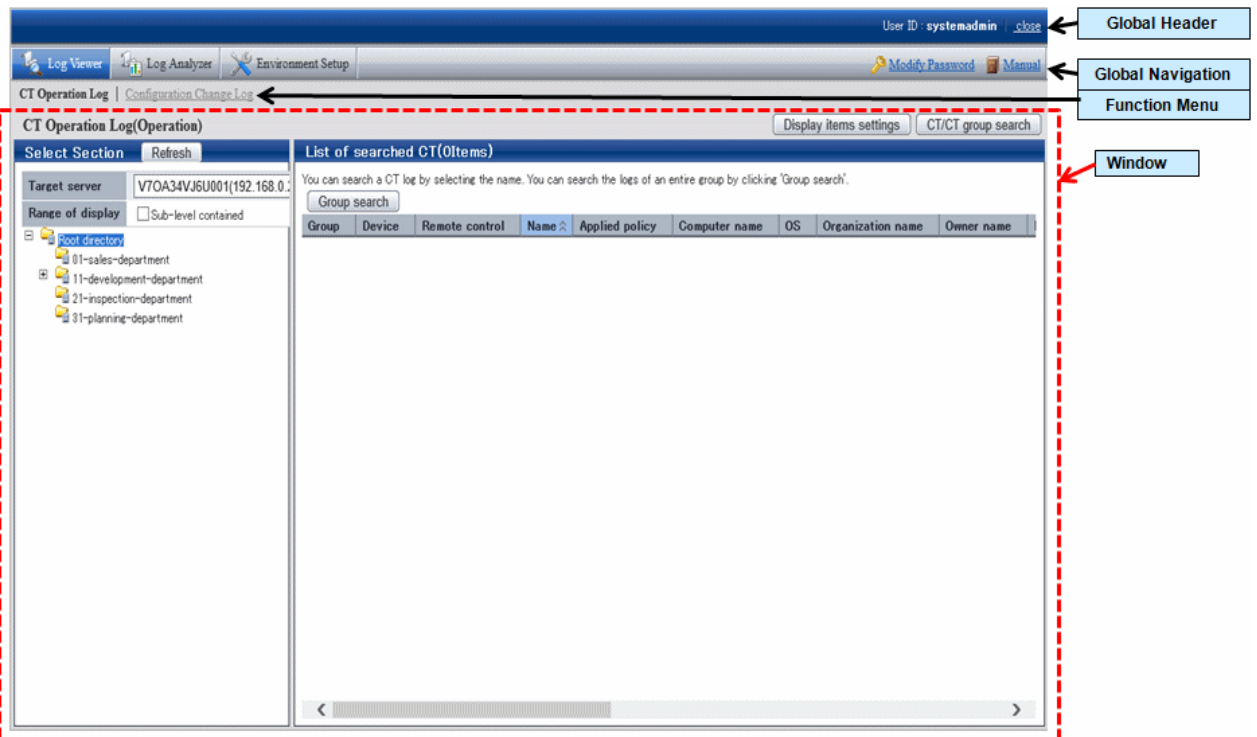 User ID : systemadmin | close
Global Header
Log Viewer Log Analyzer Environment Setup Modify Password Manual
Global Navigation
CT Operation Log | Configuration Change Log
Function Menu
CT Operation Log(Operation) Display items settings CT/CT group search
Select Section Refresh
List of searched CT(0Items)
Window
Target server V7OA34VJ6U001(192.168.0.
You can search a CT log by selecting the name. You can search the logs of an entire group by clicking 'Group search'.
Range of display Sub-level contained
Group search
Group Device Remote control Name Applied policy Computer name OS Organization name Owner name
Root directory
01-sales-department
11-development-department
21-inspection-department
31-planning-department